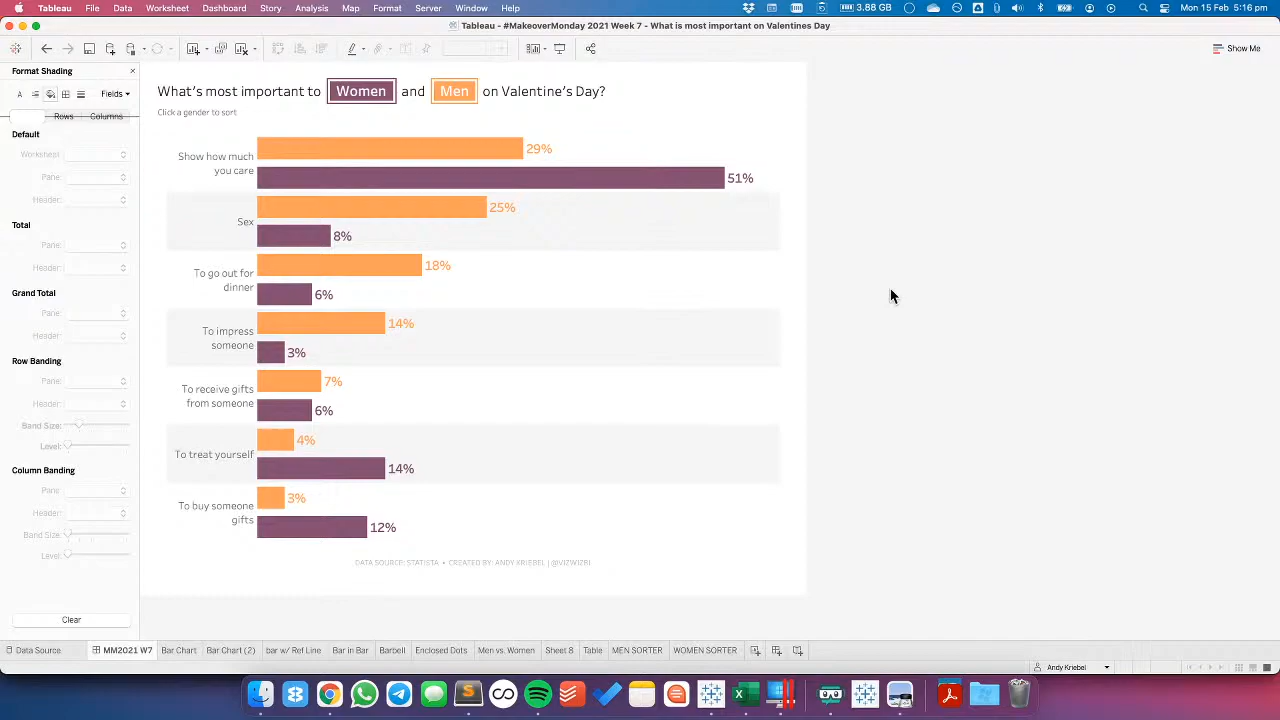 Tableau File Data Worksheet Dashboard Story Analysis Map Format Server Window Help 3.88 GB Mon 15 Feb 5:16 pm
Tableau - #MakeoverMonday 2021 Week 7 - What is most important on Valentines Day
Show Me
Format Shading
Fields
Rows Columns
Default
Worksheet:
Pane:
Header:
Total
Pane:
Header:
Grand Total
Pane:
Header:
Row Banding
Pane:
Header:
Band Size:
Level:
Column Banding
Pane:
Header:
Band Size:
Level:
Clear
What's most important to Women and Men on Valentine's Day?
Click a gender to sort
Show how much
you care
29%
51%
Sex
25%
8%
To go out for
dinner
18%
6%
To impress
someone
14%
3%
To receive gifts
from someone
7%
6%
To treat yourself
4%
14%
To buy someone
gifts
3%
12%
DATA SOURCE: STATISTA • CREATED BY: ANDY KRIEBEL | @VIZWIZBI
Data Source MM2021 W7 Bar Chart Bar Chart (2) bar w/ Ref Line Bar in Bar Barbell Enclosed Dots Men vs. Women Sheet 8 Table MEN SORTER WOMEN SORTER
Andy Kriebel